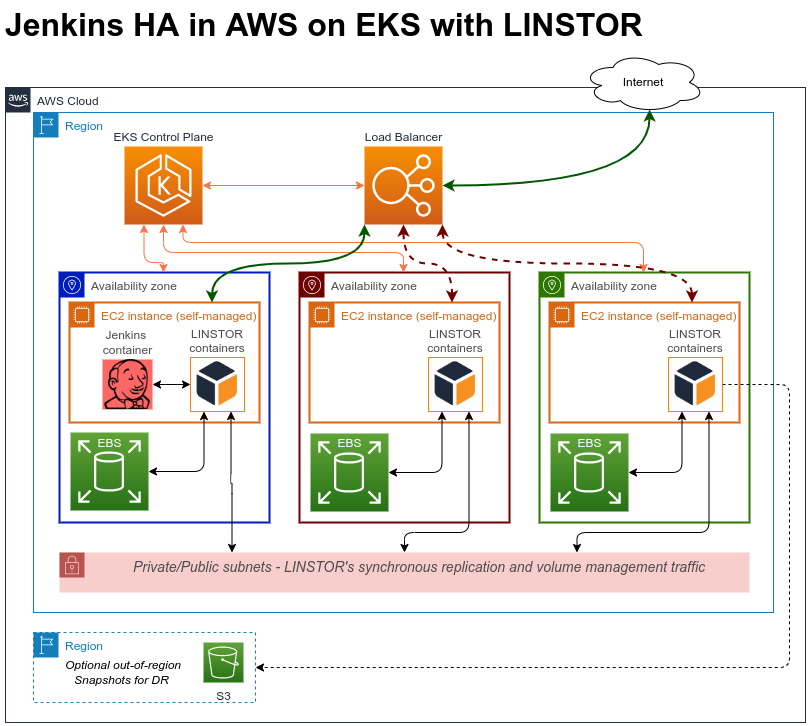 Jenkins HA in AWS on EKS with LINSTOR
Internet
aws
AWS Cloud
Region
EKS Control Plane
Load Balancer
K
Availability zone
Availability zone
Availability zone
EC2 instance (self-managed)
EC2 instance (self-managed)
EC2 instance (self-managed)
Jenkins
container
LINSTOR
containers
LINSTOR
containers
LINSTOR
containers
EBS
EBS
EBS
Private/Public subnets - LINSTOR's synchronous replication and volume management traffic
Region
Optional out-of-region
Snapshots for DR
S3